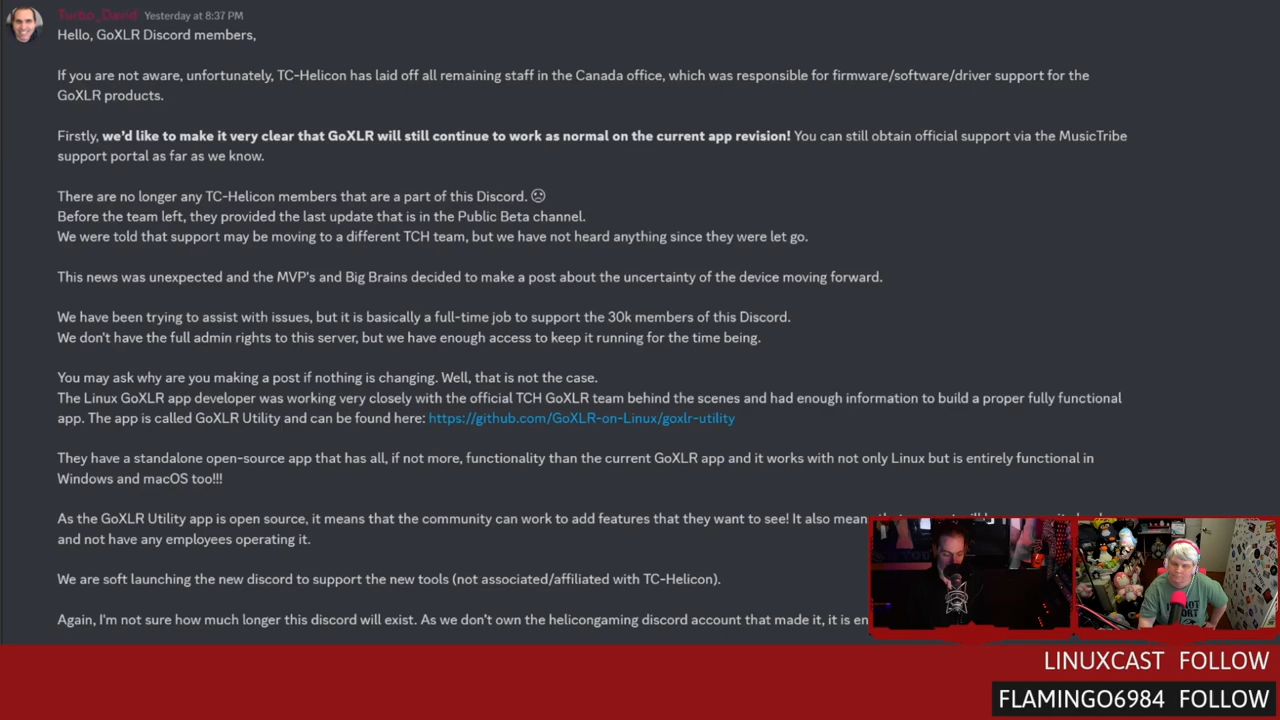 Turbo_David Yesterday at 8:37 PM
Hello, GoXLR Discord members,
If you are not aware, unfortunately, TC-Helicon has laid off all remaining staff in the Canada office, which was responsible for firmware/software/driver support for the
GoXLR products.
Firstly, we'd like to make it very clear that GoXLR will still continue to work as normal on the current app revision! You can still obtain official support via the MusicTribe
support portal as far as we know.
There are no longer any TC-Helicon members that are a part of this Discord.
Before the team left, they provided the last update that is in the Public Beta channel.
We were told that support may be moving to a different TCH team, but we have not heard anything since they were let go.
This news was unexpected and the MVP's and Big Brains decided to make a post about the uncertainty of the device moving forward.
We have been trying to assist with issues, but it is basically a full-time job to support the 30k members of this Discord.
We don't have the full admin rights to this server, but we have enough access to keep it running for the time being.
You may ask why are you making a post if nothing is changing. Well, that is not the case.
The Linux GoXLR app developer was working very closely with the official TCH GoXLR team behind the scenes and had enough information to build a proper fully functional
app. The app is called GoXLR Utility and can be found here: https://github.com/GoXLR-on-Linux/goxlr-utility
They have a standalone open-source app that has all, if not more, functionality than the current GoXLR app and it works with not only Linux but is entirely functional in
Windows and macOS too!!!
As the GoXLR Utility app is open source, it means that the community can work to add features that they want to see! It also mean
and not have any employees operating it.
We are soft launching the new discord to support the new tools (not associated/affiliated with TC-Helicon).
Again, I'm not sure how much longer this discord will exist. As we don't own the helicongaming discord account that made it, it is en
LINUXCAST FOLLOW
FLAMINGO6984 FOLLOW